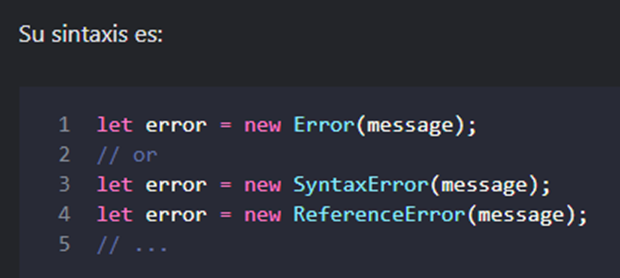 Su sintaxis es:
1 let error = new Error(message);
2 // or
3 let error = new SyntaxError(message);
4 let error = new ReferenceError(message);
5 // ...